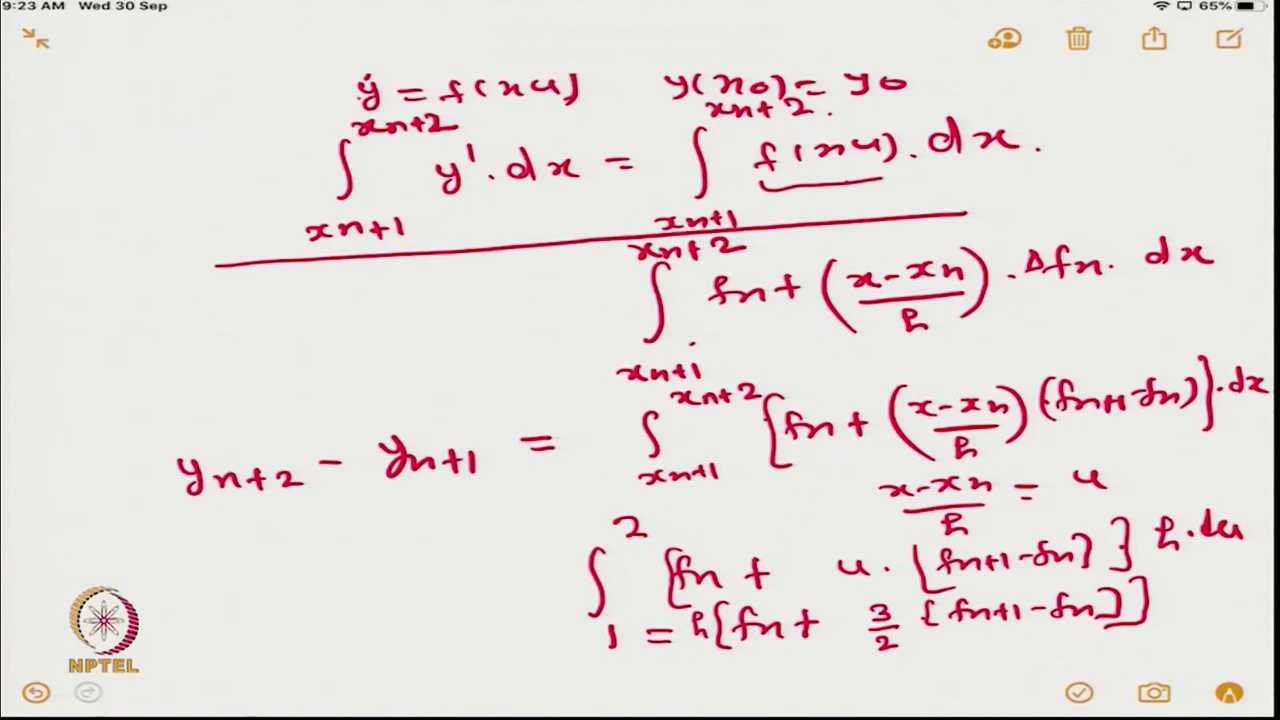 9:23 AM Wed 30 Sep 65%
ẏ = f(x y) y(x0) = y0
∫_{xn+1}^{xn+2} y'.dx = ∫_{xn+1}^{xn+2} f(x y).dx.
∫_{xn+1}^{xn+2} fn + ((x-xn)/h).Δfn. dx
yn+2 - yn+1 = ∫_{xn+1}^{xn+2} [fn + ((x-xn)/h)(fn+1-fn)].dx
(x-xn)/h = u
∫_{1}^{2} [fn + u.[fn+1-fn]] h.du
= h[fn + 3/2 {fn+1-fn]]
NPTEL